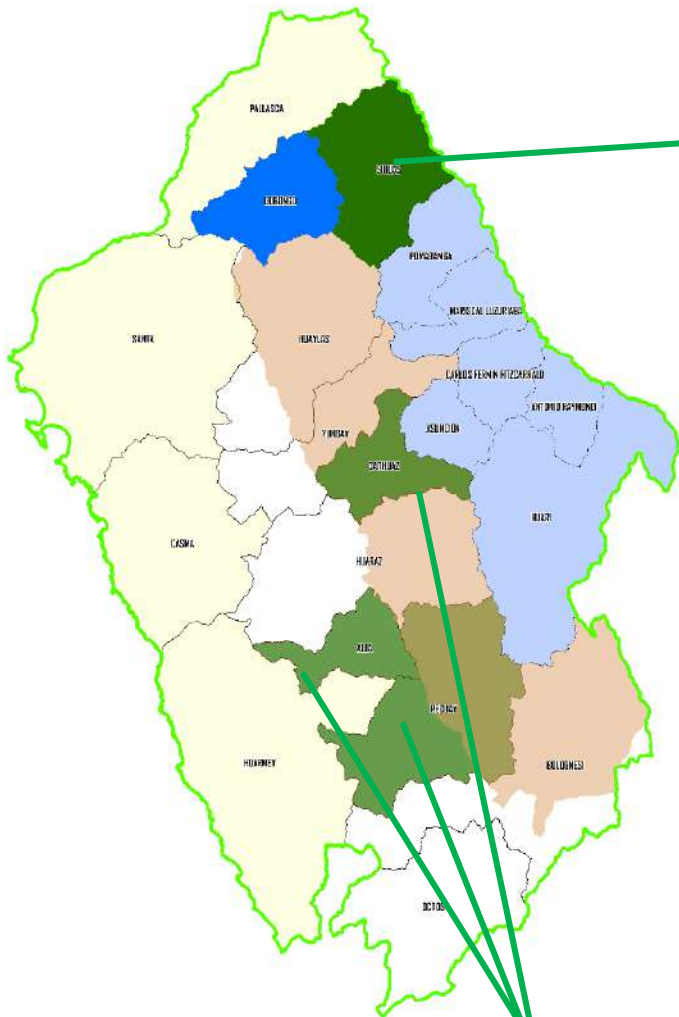 PALLASCA
SIHUAS
CORONGO
POMABAMBA
MARISCAL LUZURIAGA
SANTA
HUAYLAS
CARLOS FERMIN FITZCARRALD
ANTONIO RAYMONDI
YUNGAY
ASUNCION
CARHUAZ
HUARI
CASMA
HUARAZ
AIJA
RECUAY
HUARMEY
BOLOGNESI
OCROS